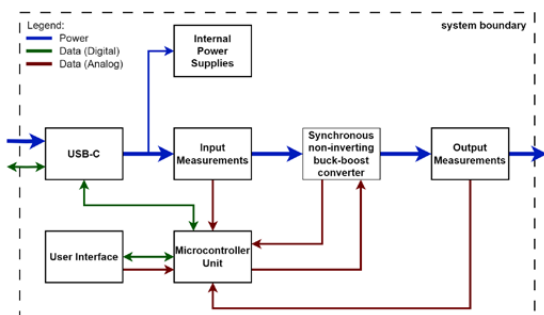 Legend:
Power
Data (Digital)
Data (Analog)
system boundary
Internal
Power
Supplies
USB-C
Input
Measurements
Synchronous
non-inverting
buck-boost
converter
Output
Measurements
User Interface
Microcontroller
Unit